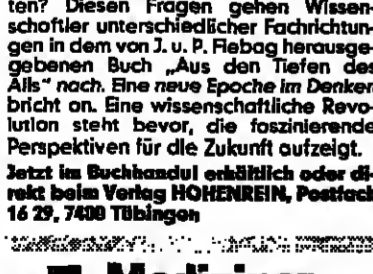 ten? Diesen Fragen gehen Wissen-
schaftler unterschiedlicher Fachrichtun-
gen in dem von J. u. P. Fiebag herausge-
gebenen Buch „Aus den Tiefen des
Alls" nach. Eine neue Epoche im Denken
bricht an. Eine wissenschaftliche Revo-
lution steht bevor, die faszinierende
Perspektiven für die Zukunft aufzeigt.
Jetzt im Buchhandel erhältlich oder di-
rekt beim Verlag HOHENREIN, Postfach
16 29, 7400 Tübingen